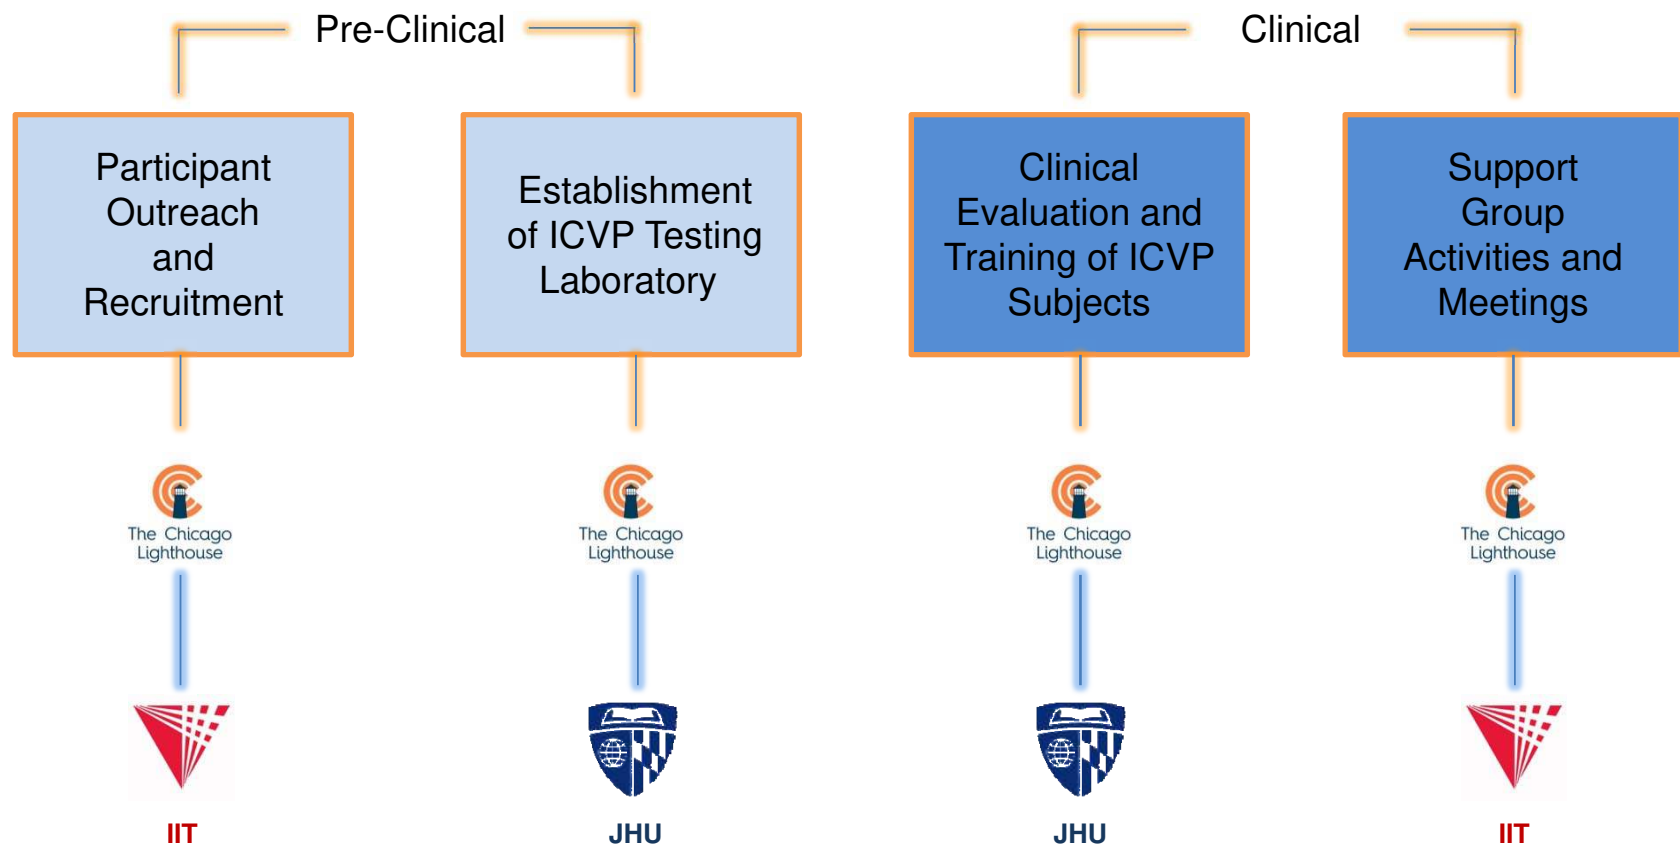 Pre-Clinical
Clinical
Participant
Outreach
and
Recruitment
Establishment
of ICVP Testing
Laboratory
Clinical
Evaluation and
Training of ICVP
Subjects
Support
Group
Activities and
Meetings
The Chicago
Lighthouse
The Chicago
Lighthouse
The Chicago
Lighthouse
The Chicago
Lighthouse
IIT
JHU
JHU
IIT